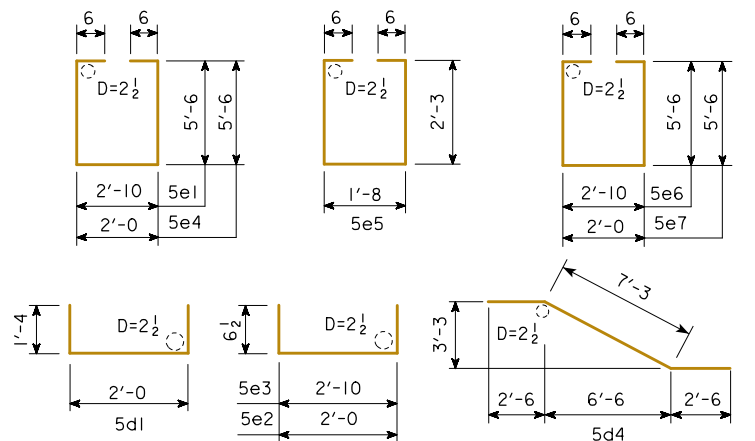 6 6
D=2 1/2
5'-6 5'-6
2'-10 5e1
2'-0 5e4
6 6
D=2 1/2
2'-3
1'-8
5e5
6 6
D=2 1/2
5'-6 5'-6
2'-10 5e6
2'-0 5e7
1'-4
D=2 1/2
2'-0
5d1
6 1/2
D=2 1/2
5e3 2'-10
5e2 2'-0
7'-3
3'-3
D=2 1/2
2'-6 6'-6 2'-6
5d4